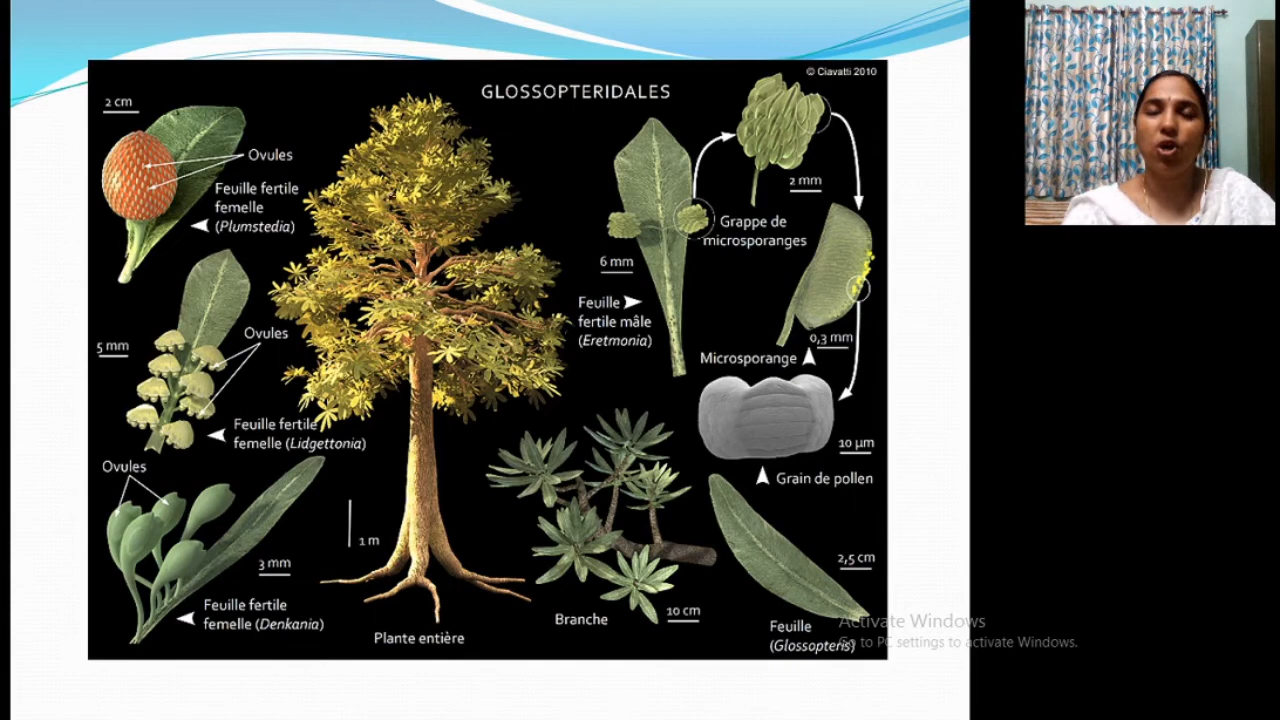 © Ciavatti 2010
GLOSSOPTERIDALES
2 cm
Ovules
Feuille fertile
femelle
(Plumstedia)
5 mm
Ovules
Feuille fertile
femelle (Lidgettonia)
Ovules
3 mm
Feuille fertile
femelle (Denkania)
1 m
Plante entière
2 mm
Grappe de
microsporanges
6 mm
Feuille
fertile mâle
(Eretmonia)
0,3 mm
Microsporange
10 µm
Grain de pollen
Branche
10 cm
2,5 cm
Feuille
(Glossopteris)
Activate Windows
Go to PC settings to activate Windows.